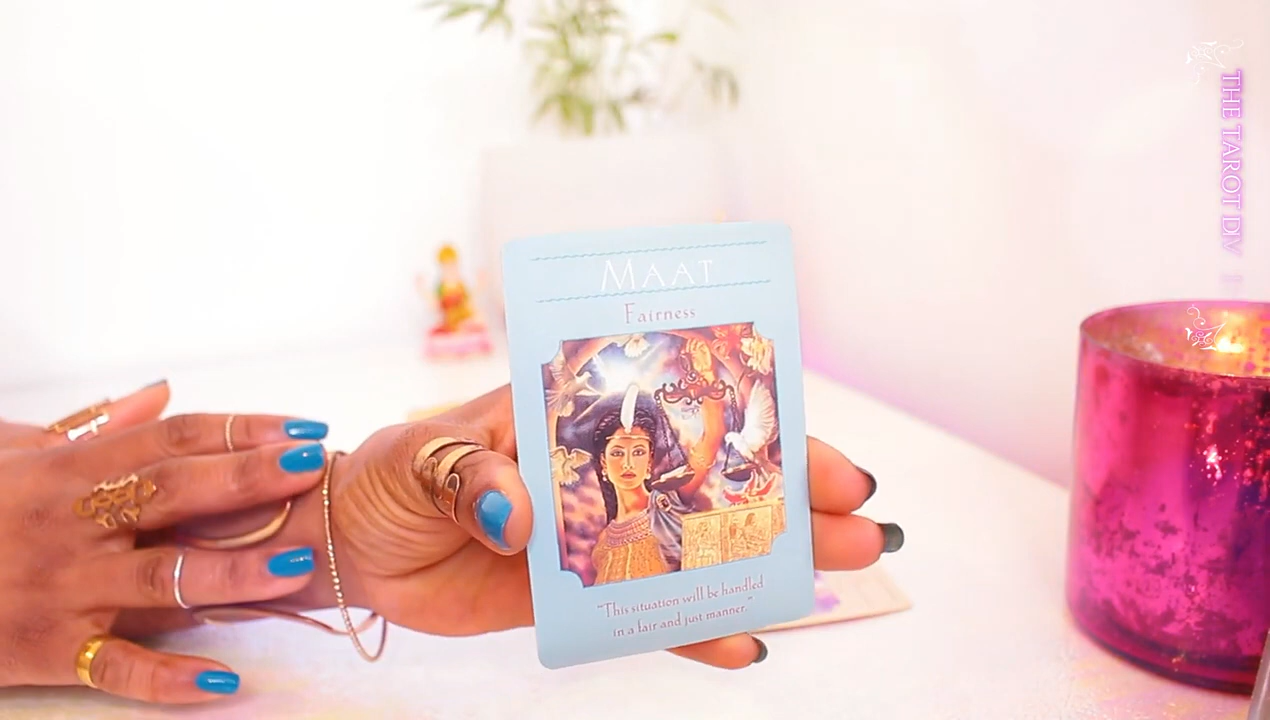 MAAT
Fairness
"This situation will be handled
in a fair and just manner."
THE TAROT DIV